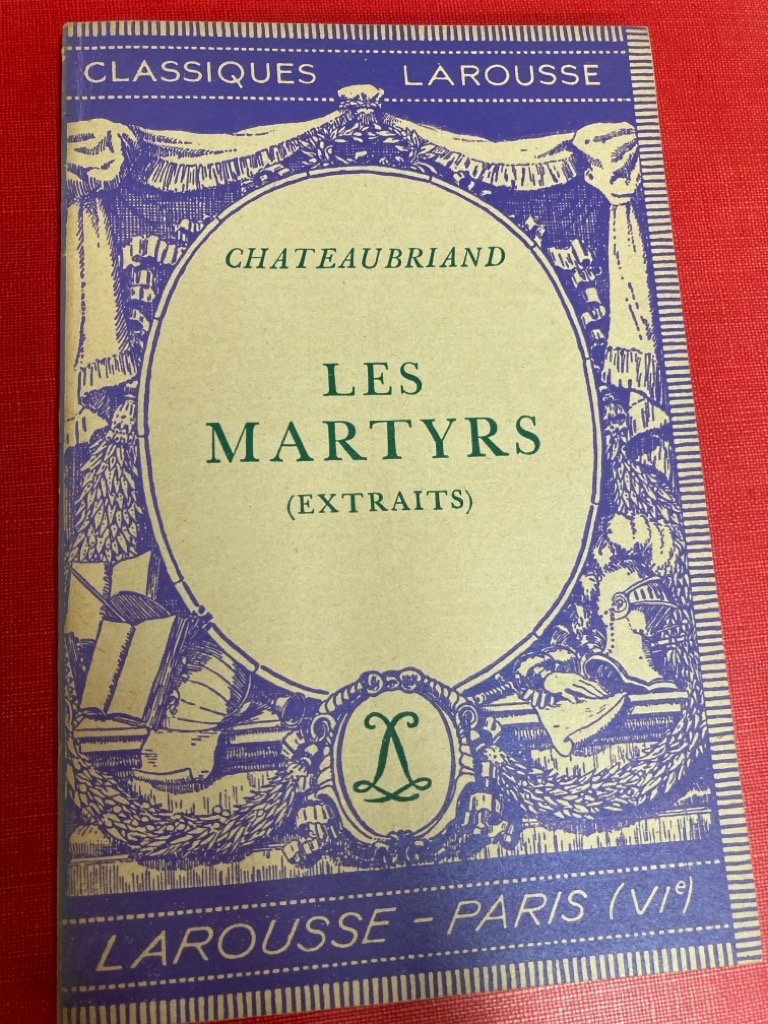 CLASSIQUES LAROUSSE
CHATEAUBRIAND
LES
MARTYRS
(EXTRAITS)
LAROUSSE – PARIS (VIe)